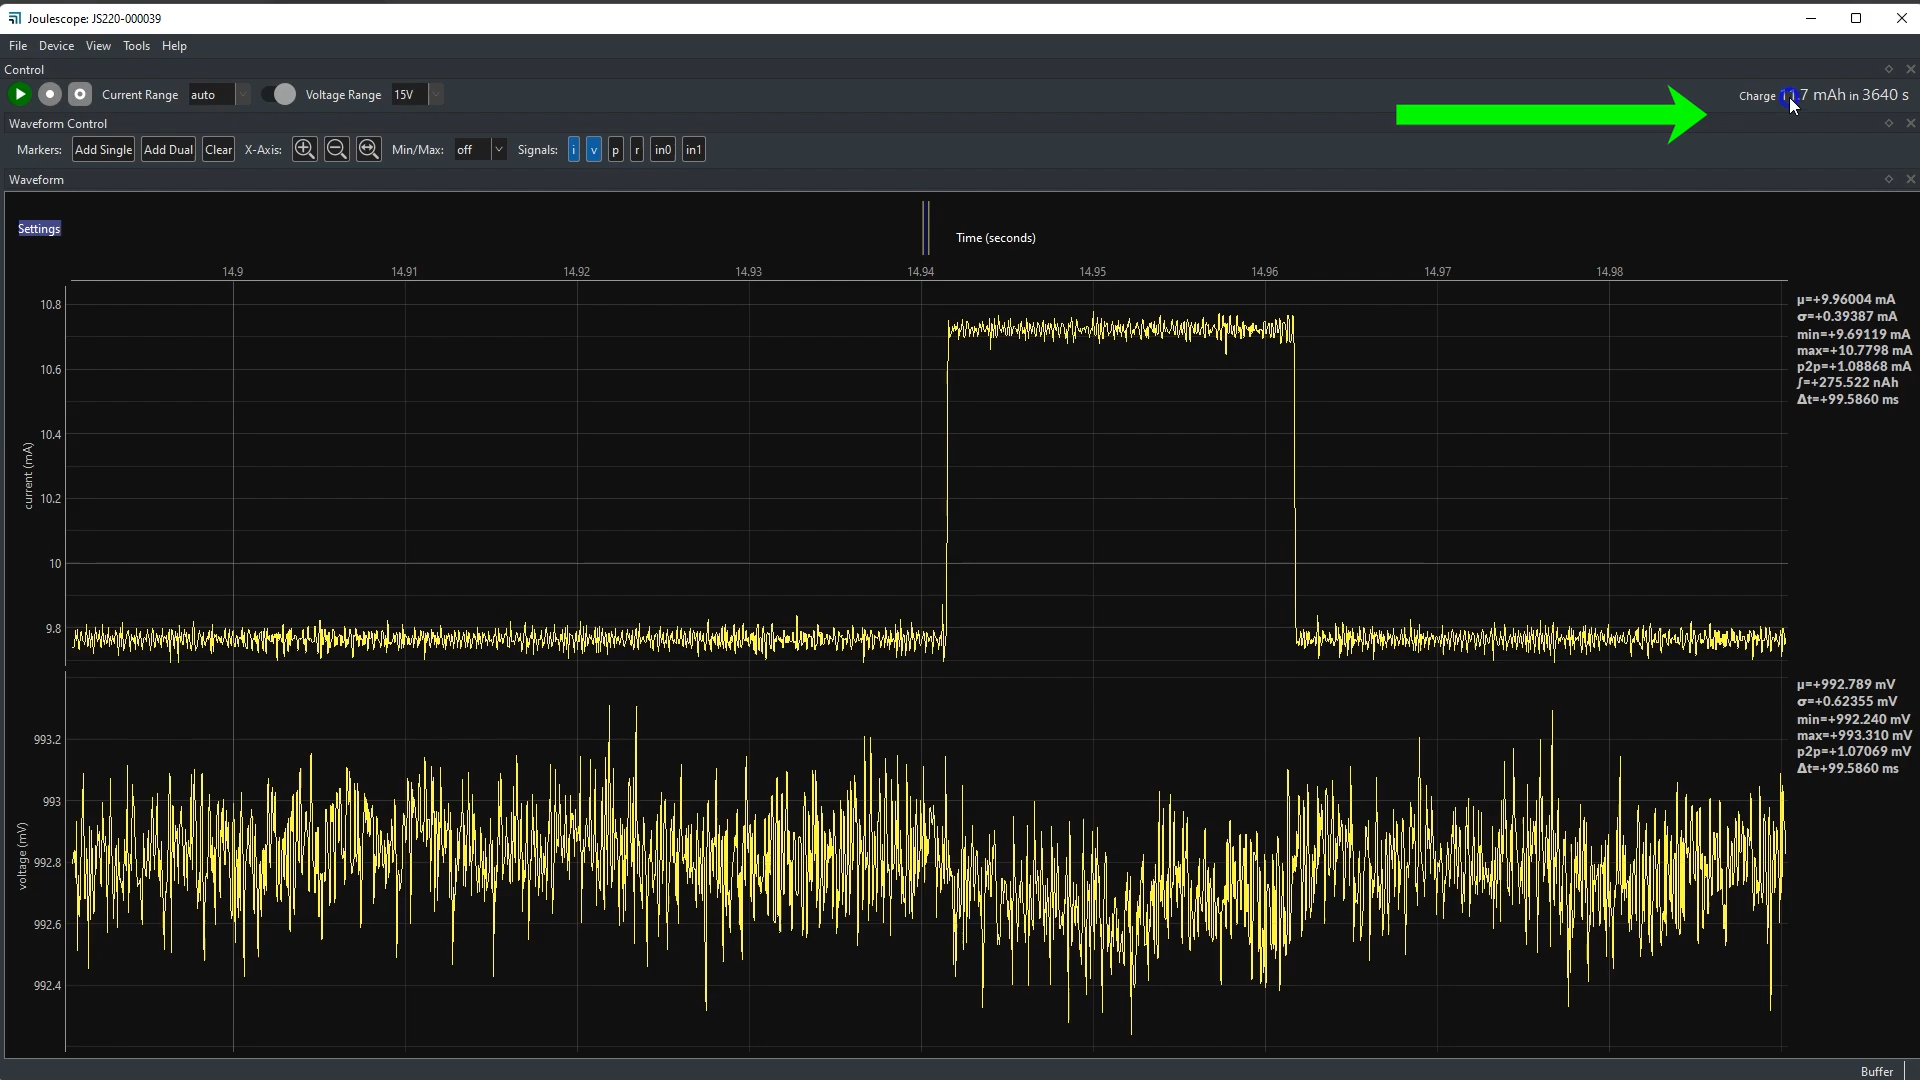 Joulescope: JS220-000039
File Device View Tools Help
Control
Current Range auto Voltage Range 15V Charge mAh in 3640 s
Waveform Control
Markers: Add Single Add Dual Clear X-Axis: Min/Max: off Signals: i v p r in0 in1
Waveform
Settings
Time (seconds)
14.9 14.91 14.92 14.93 14.94 14.95 14.96 14.97 14.98
10.8
10.6
10.4
10.2
10
9.8
current (mA)
µ=+9.96004 mA
σ=+0.39387 mA
min=+9.69119 mA
max=+10.7798 mA
p2p=+1.08868 mA
∫=+275.522 nAh
Δt=+99.5860 ms
993.2
993
992.8
992.6
992.4
voltage (mV)
µ=+992.789 mV
σ=+0.62355 mV
min=+992.240 mV
max=+993.310 mV
p2p=+1.07069 mV
Δt=+99.5860 ms
Buffer